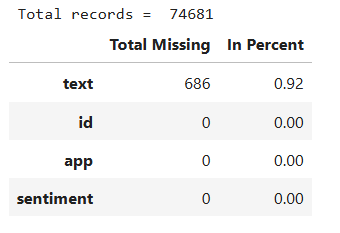 Total records =  74681
Total Missing In Percent
text 686 0.92
id 0 0.00
app 0 0.00
sentiment 0 0.00